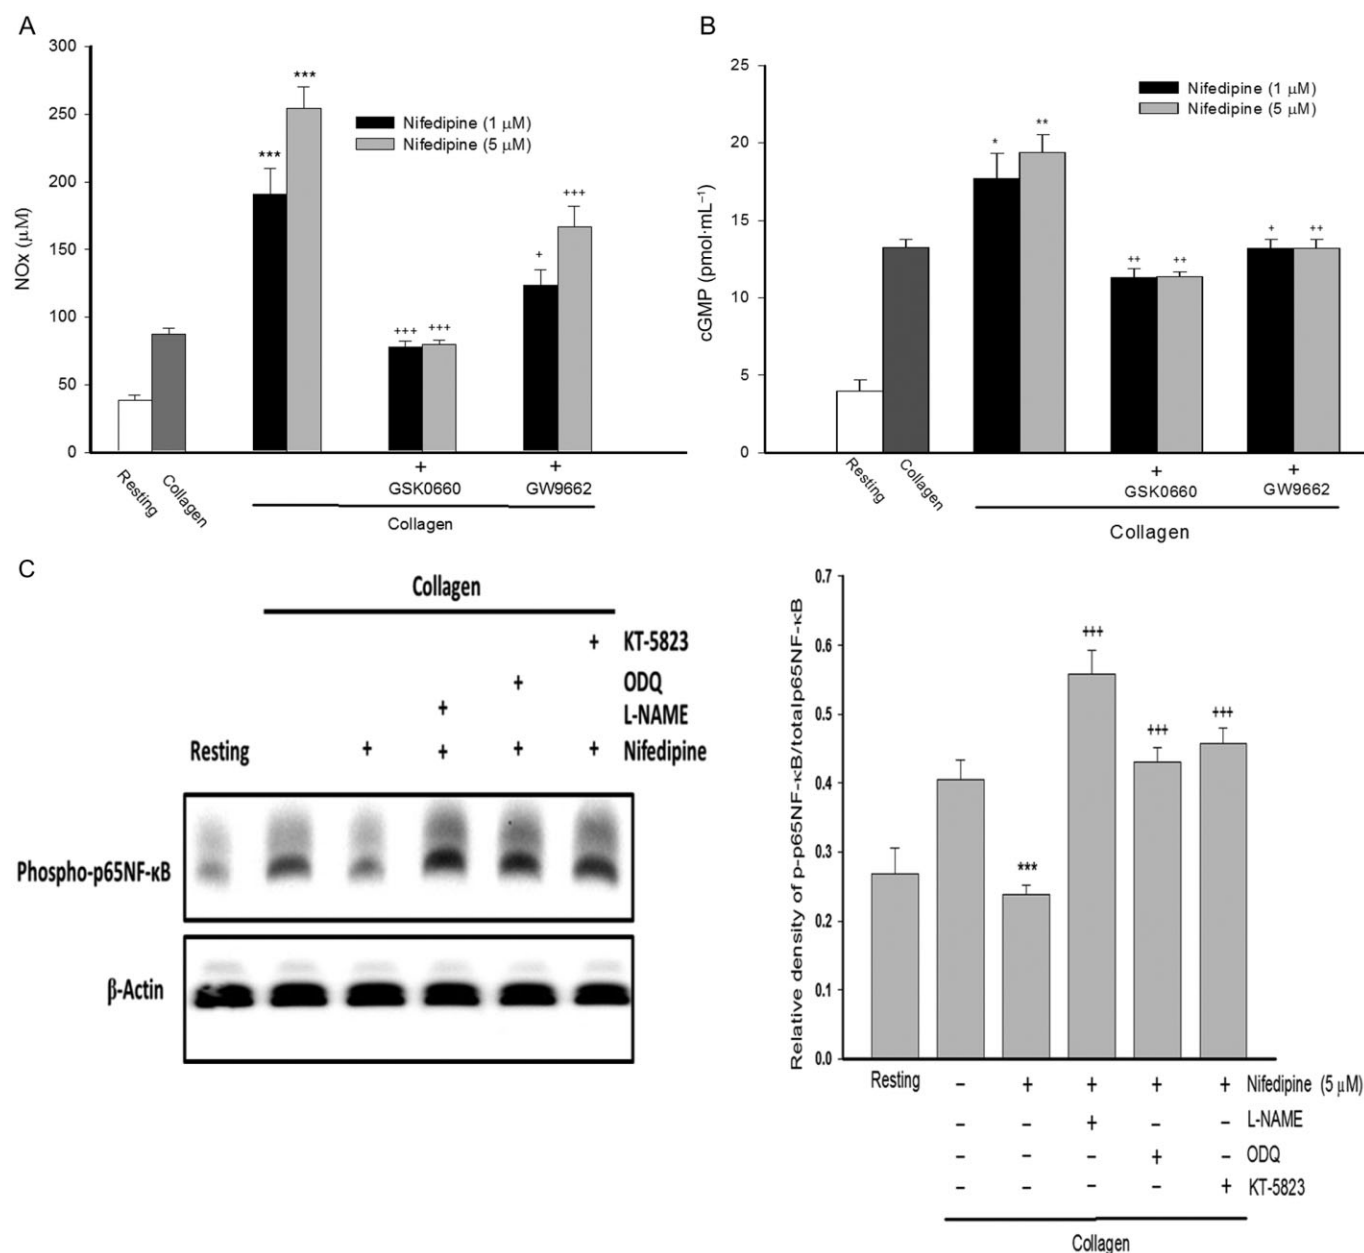 A
300
250
200
150
100
50
0
NOx (μM)
Nifedipine (1 μM)
Nifedipine (5 μM)
***
***
+++
+++
+
+++
Resting
Collagen
+
+
GSK0660
GW9662
Collagen
B
25
20
15
10
5
0
cGMP (pmol·mL⁻¹)
Nifedipine (1 μM)
Nifedipine (5 μM)
*
**
++
++
+
++
Resting
Collagen
+
+
GSK0660
GW9662
Collagen
C
Collagen
+ KT-5823
+ ODQ
+ L-NAME
Resting + + + + Nifedipine
Phospho-p65NF-κB
β-Actin
0.7
0.6
0.5
0.4
0.3
0.2
0.1
0.0
Relative density of p-p65NF-κB/totalp65NF-κB
***
+++
+++
+++
Resting – + + + + Nifedipine (5 μM)
– – + – – L-NAME
– – – + – ODQ
– – – – + KT-5823
Collagen